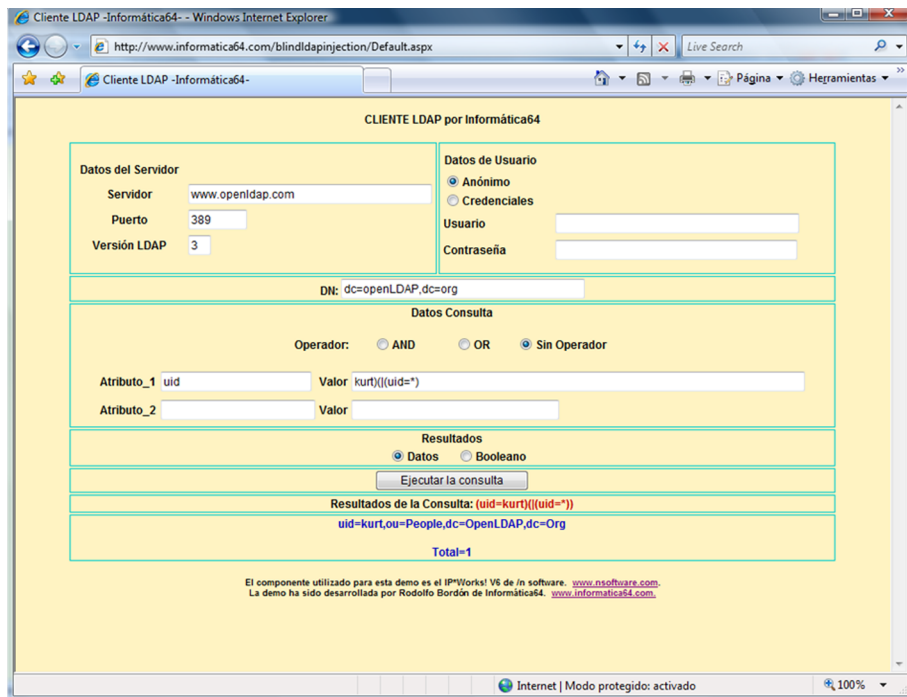 Cliente LDAP -Informática64- - Windows Internet Explorer
http://www.informatica64.com/blindldapinjection/Default.aspx
Live Search
Cliente LDAP -Informática64-
Página
Herramientas
CLIENTE LDAP por Informática64
Datos del Servidor
Servidor www.openldap.com
Puerto 389
Versión LDAP 3
Datos de Usuario
Anónimo
Credenciales
Usuario
Contraseña
DN: dc=openLDAP,dc=org
Datos Consulta
Operador: AND OR Sin Operador
Atributo_1 uid Valor kurt)(|(uid=*)
Atributo_2 Valor
Resultados
Datos Booleano
Ejecutar la consulta
Resultados de la Consulta: (uid=kurt)(|(uid=*))
uid=kurt,ou=People,dc=OpenLDAP,dc=Org
Total=1
El componente utilizado para esta demo es el IP*Works! V6 de /n software. www.nsoftware.com.
La demo ha sido desarrollada por Rodolfo Bordón de Informática64. www.informatica64.com.
Internet | Modo protegido: activado
100%